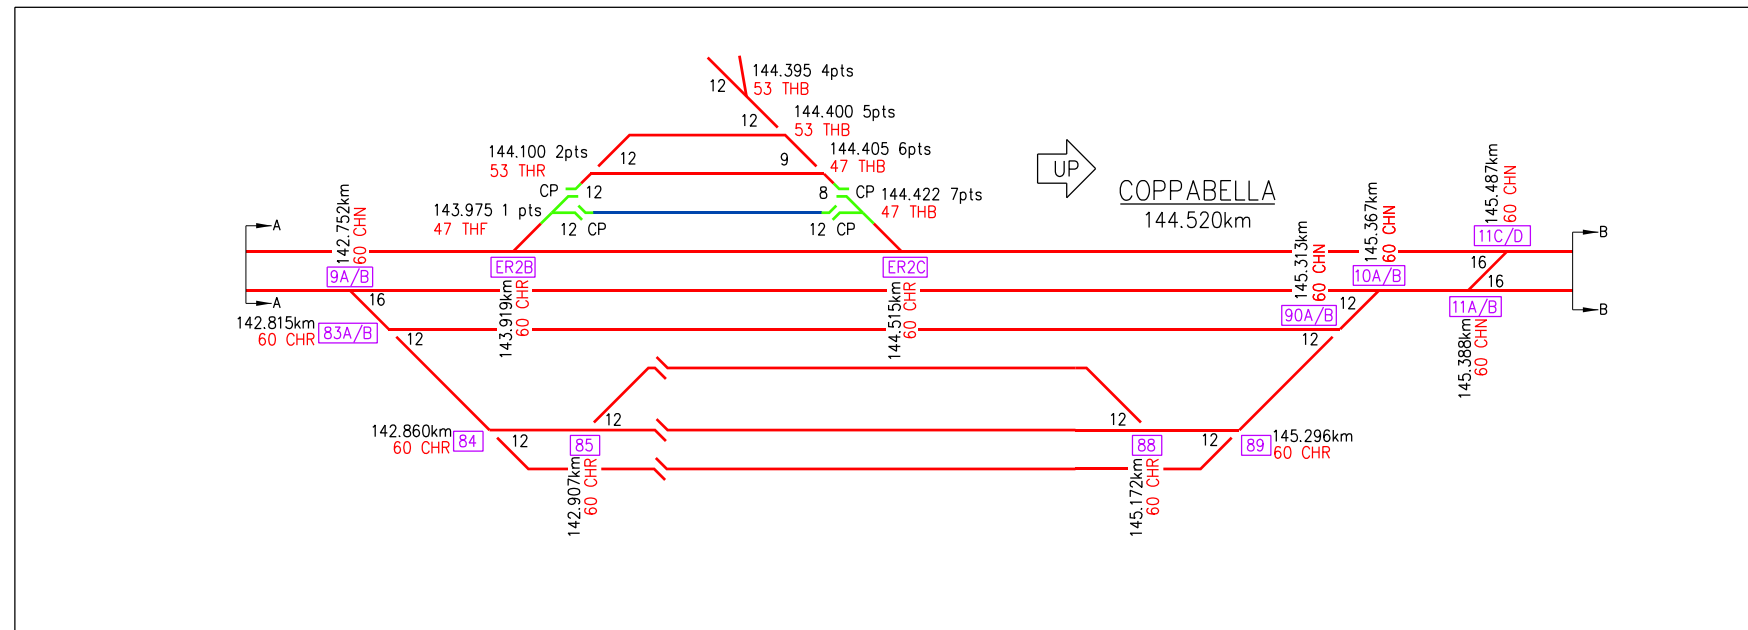 144.395 4pts
12
53 THB
144.400 5pts
12
53 THB
144.100 2pts
12
53 THR
9
144.405 6pts
47 THB
UP
COPPABELLA
144.520km
145.487km
60 CHN
CP
12
8
CP
144.422 7pts
47 THB
143.975 1 pts
47 THF
12 CP
12 CP
A
142.752km
60 CHN
145.367km
60 CHN
11C/D
B
9A/B
ER2B
ER2C
145.313km
60 CHN
10A/B
16
16
A
16
12
11A/B
B
142.815km
60 CHR
83A/B
12
143.919km
60 CHR
144.515km
60 CHR
90A/B
12
145.388km
60 CHN
142.860km
60 CHR
84
12
12
85
142.907km
60 CHR
12
88
145.172km
60 CHR
12
89
145.296km
60 CHR